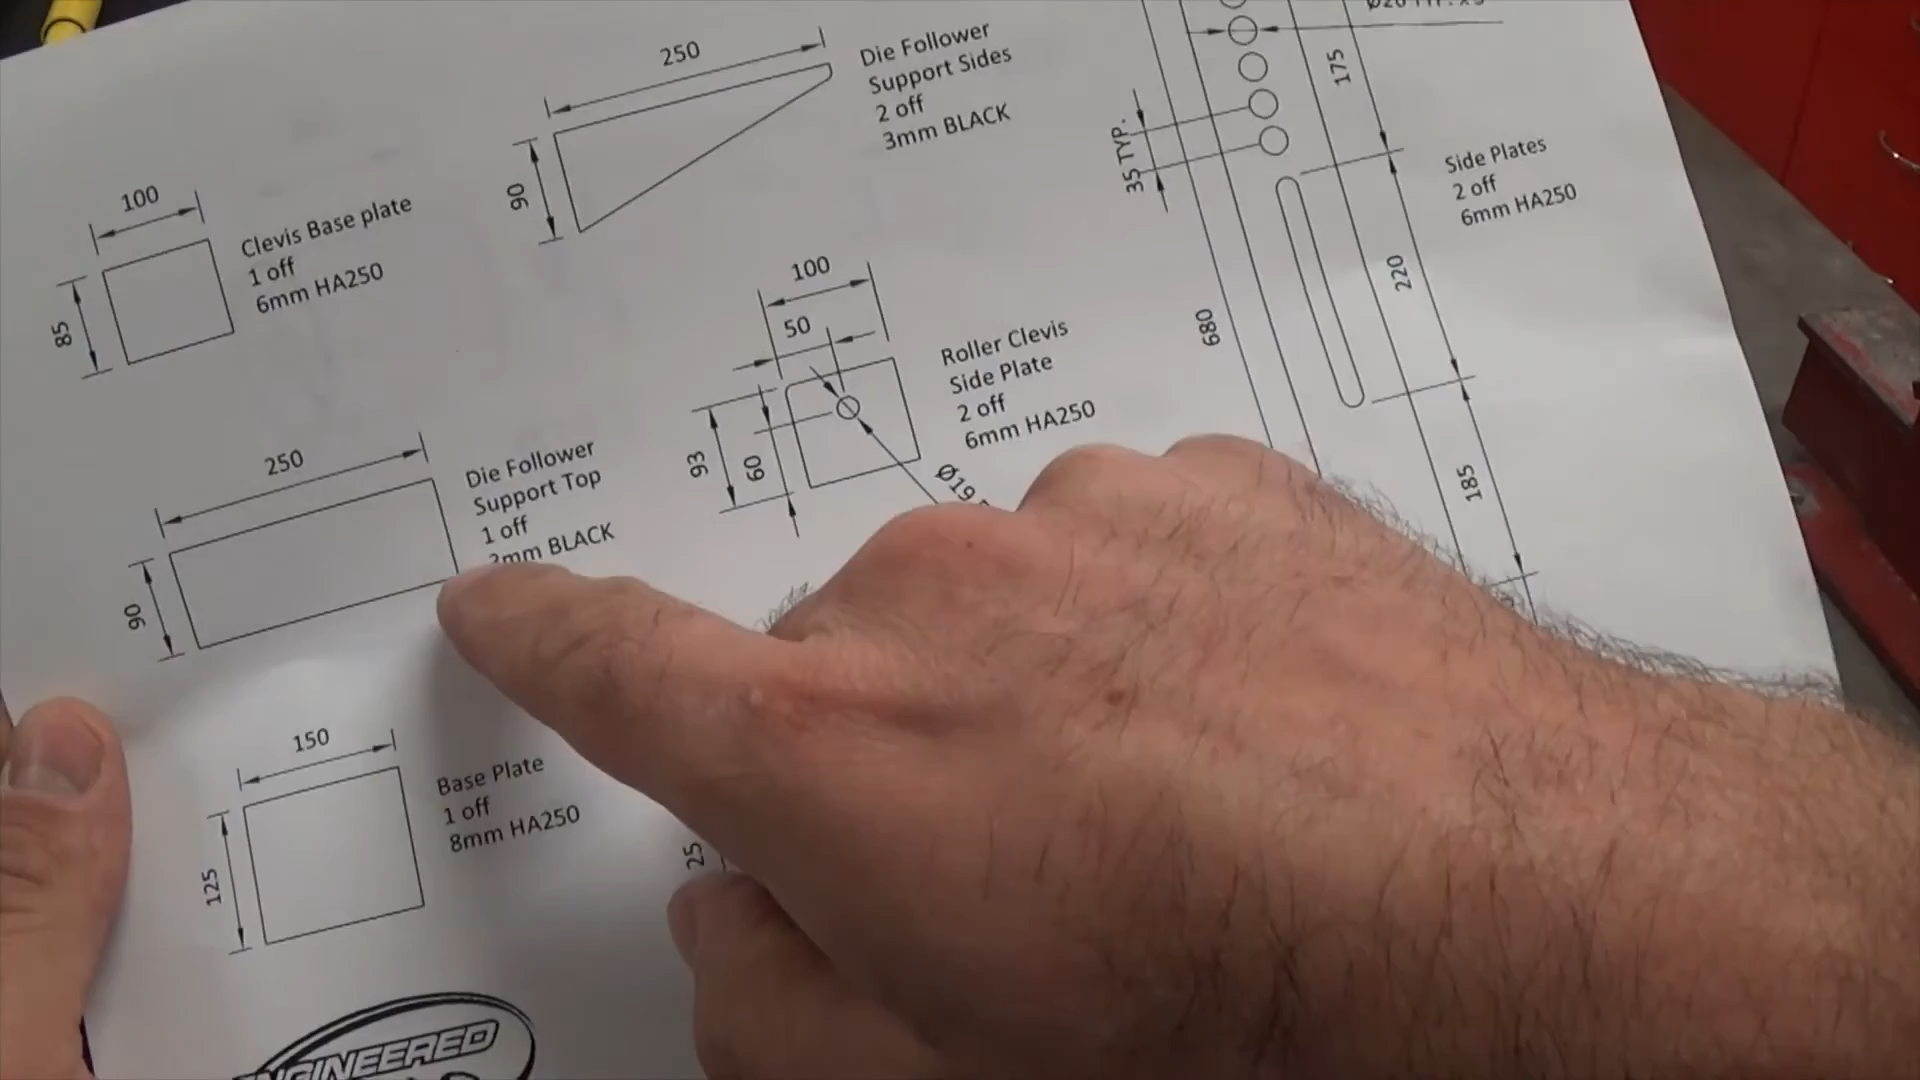 250
Die Follower
Support Sides
2 off
3mm BLACK
90
175
35 TYP.
Side Plates
2 off
6mm HA250
100
Clevis Base plate
1 off
6mm HA250
85
100
50
Roller Clevis
Side Plate
2 off
6mm HA250
93
60
Ø19
680
220
185
250
Die Follower
Support Top
1 off
3mm BLACK
90
150
Base Plate
1 off
8mm HA250
125
25